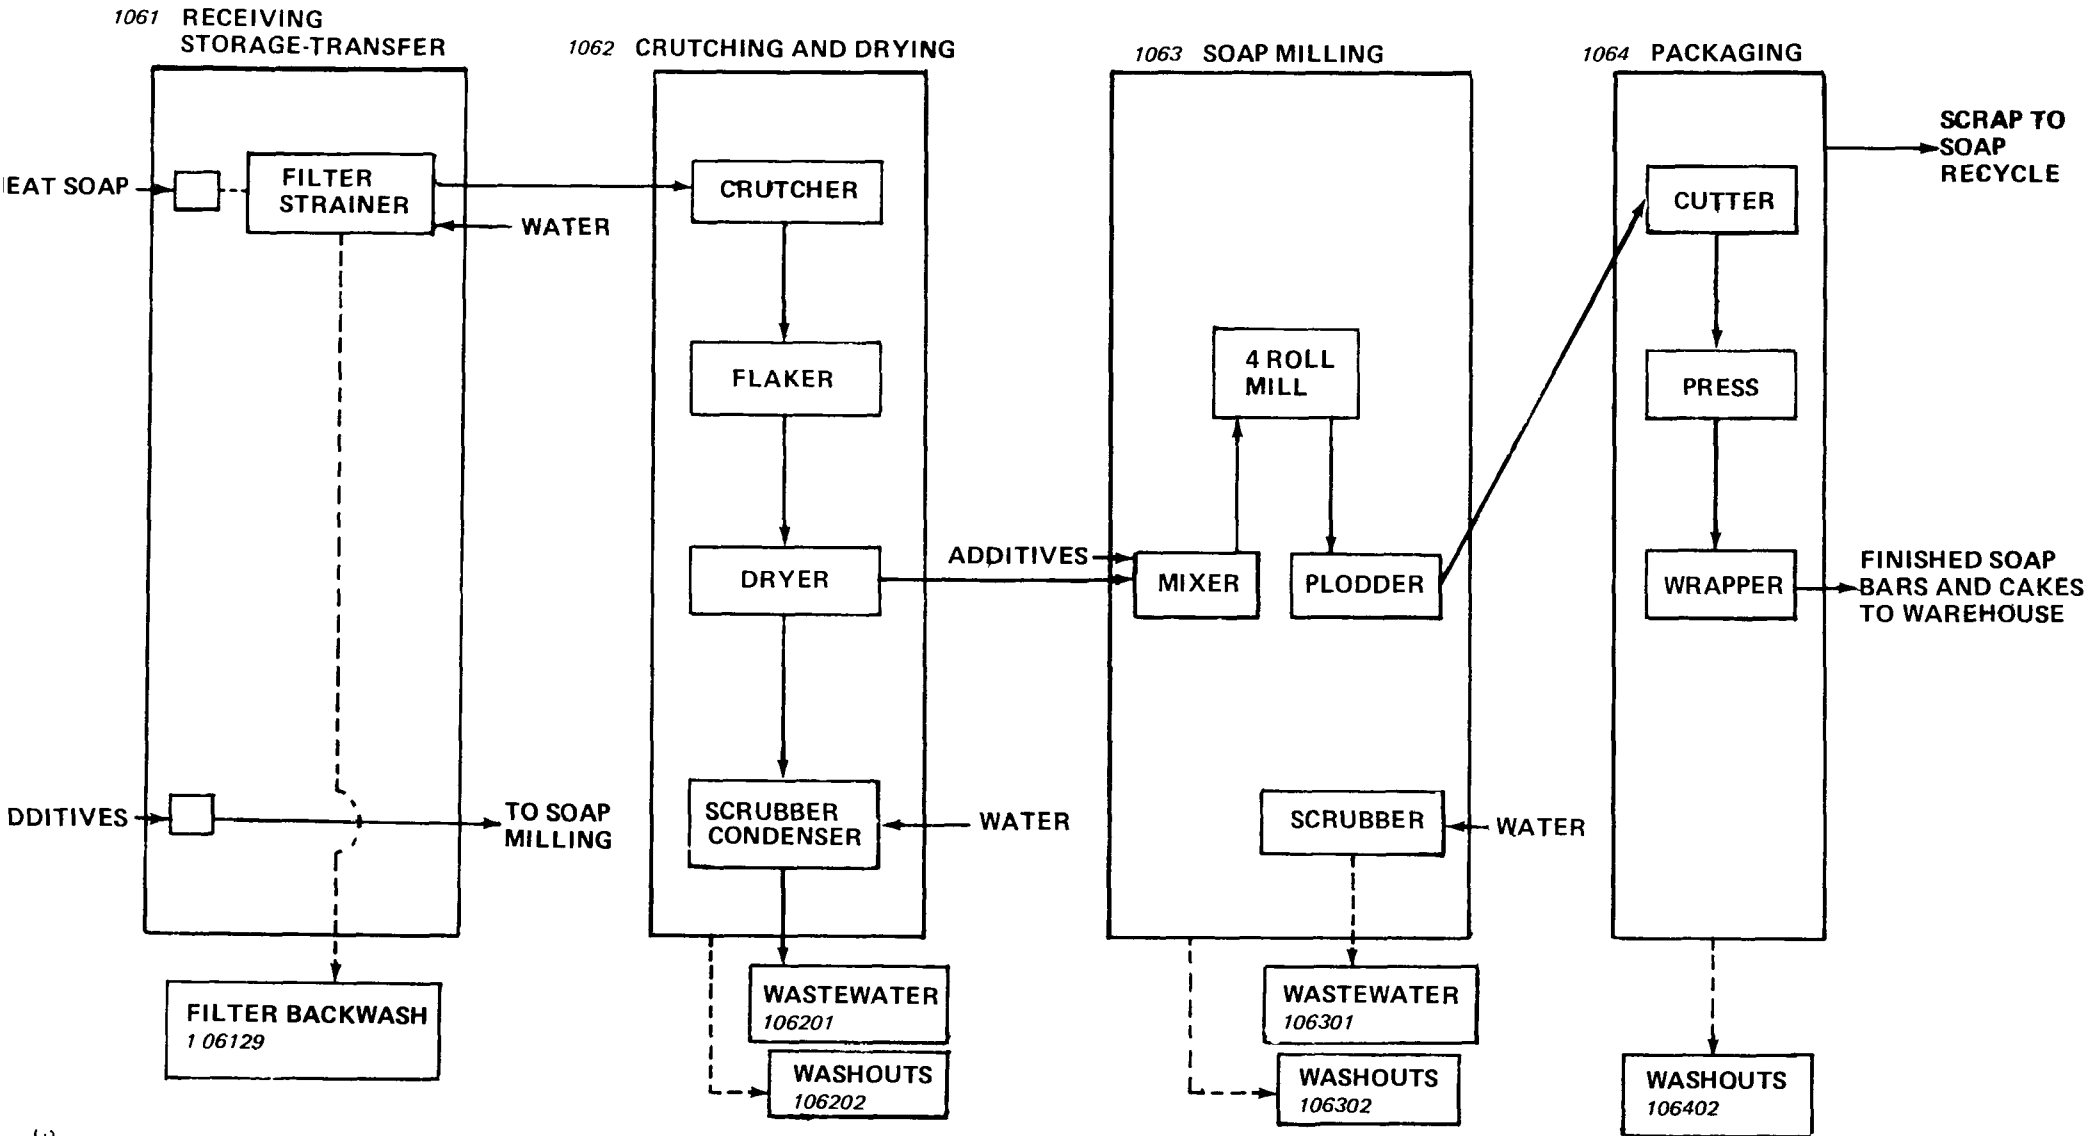 1061 RECEIVING
STORAGE-TRANSFER
1062 CRUTCHING AND DRYING
1063 SOAP MILLING
1064 PACKAGING
EAT SOAP
FILTER
STRAINER
WATER
DDITIVES
TO SOAP
MILLING
FILTER BACKWASH
1 06129
CRUTCHER
FLAKER
DRYER
SCRUBBER
CONDENSER
WATER
WASTEWATER
106201
WASHOUTS
106202
ADDITIVES
MIXER
4 ROLL
MILL
PLODDER
SCRUBBER
WATER
WASTEWATER
106301
WASHOUTS
106302
CUTTER
PRESS
WRAPPER
SCRAP TO
SOAP
RECYCLE
FINISHED SOAP
BARS AND CAKES
TO WAREHOUSE
WASHOUTS
106402